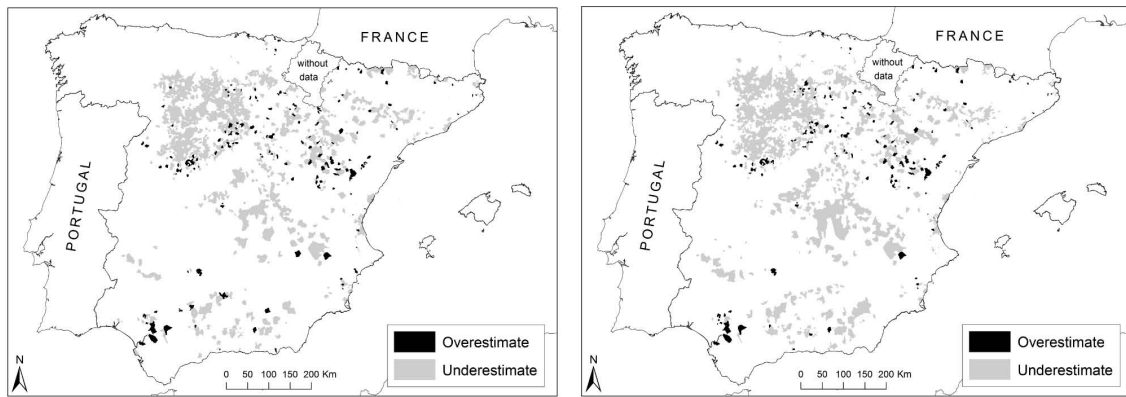 FRANCE
without
data
PORTUGAL
Overestimate
Underestimate
N
0 50 100 150 200 Km
FRANCE
without
data
PORTUGAL
Overestimate
Underestimate
N
0 50 100 150 200 Km